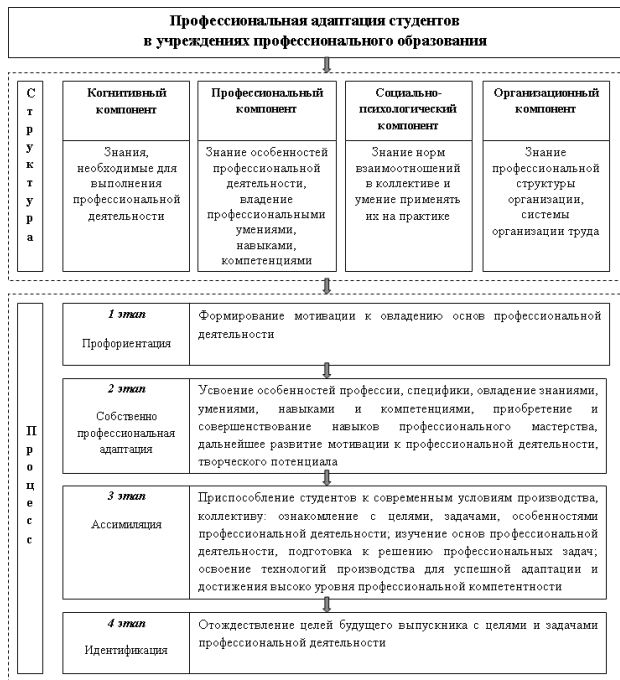 Профессиональная адаптация студентов
в учреждениях профессионального образования
Структура
Когнитивный
компонент
Знания,
необходимые для
выполнения
профессиональной
деятельности
Профессиональный
компонент
Знание особенностей
профессиональной
деятельности,
владение
профессиональными
умениями,
навыками,
компетенциями
Социально-
психологический
компонент
Знание норм
взаимоотношений
в коллективе и
умение применять
их на практике
Организационный
компонент
Знание
профессиональной
структуры
организации,
системы
организации труда
Процесс
1 этап
Профориентация
Формирование мотивации к овладению основ профессиональной
деятельности
2 этап
Собственно
профессиональная
адаптация
Усвоение особенностей профессии, специфики, овладение знаниями,
умениями, навыками и компетенциями, приобретение и
совершенствование навыков профессионального мастерства,
дальнейшее развитие мотивации к профессиональной деятельности,
творческого потенциала
3 этап
Ассимиляция
Приспособление студентов к современным условиям производства,
коллективу: ознакомление с целями, задачами, особенностями
профессиональной деятельности; изучение основ профессиональной
деятельности, подготовка к решению профессиональных задач;
освоение технологий производства для успешной адаптации и
достижения высоко уровня профессиональной компетентности
4 этап
Идентификация
Отождествление целей будущего выпускника с целями и задачами
профессиональной деятельности